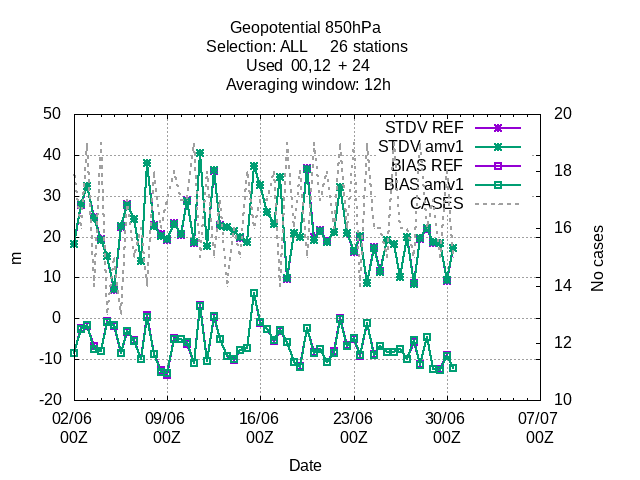 Geopotential 850hPa
Selection: ALL 26 stations
Used 00,12 + 24
Averaging window: 12h
50
40
30
20
10
0
-10
-20
m
20
18
16
14
12
10
No cases
STDV REF
STDV amv1
BIAS REF
BIAS amv1
CASES
02/06 09/06 16/06 23/06 30/06 07/07
00Z 00Z 00Z 00Z 00Z 00Z
Date